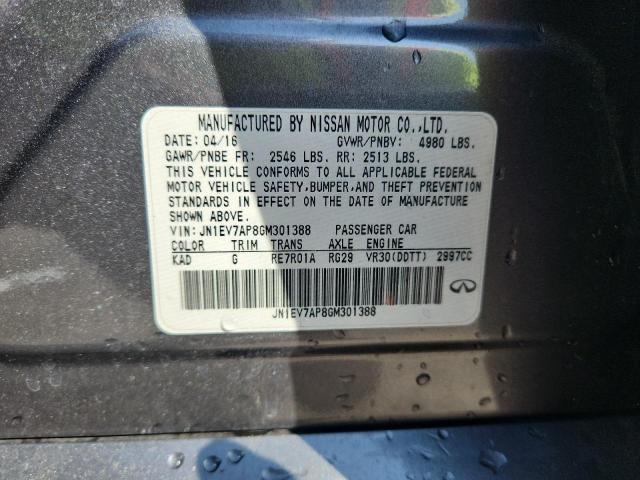 MANUFACTURED BY NISSAN MOTOR CO.,LTD.
DATE: 04/16 GVWR/PNBV: 4980 LBS.
GAWR/PNBE FR: 2546 LBS. RR: 2513 LBS.
THIS VEHICLE CONFORMS TO ALL APPLICABLE FEDERAL
MOTOR VEHICLE SAFETY,BUMPER,AND THEFT PREVENTION
STANDARDS IN EFFECT ON THE DATE OF MANUFACTURE
SHOWN ABOVE.
VIN: JN1EV7AP8GM301388 PASSENGER CAR
COLOR TRIM TRANS AXLE ENGINE
KAD G RE7R01A RG29 VR30(DDTT) 2997CC
JN1EV7AP8GM301388